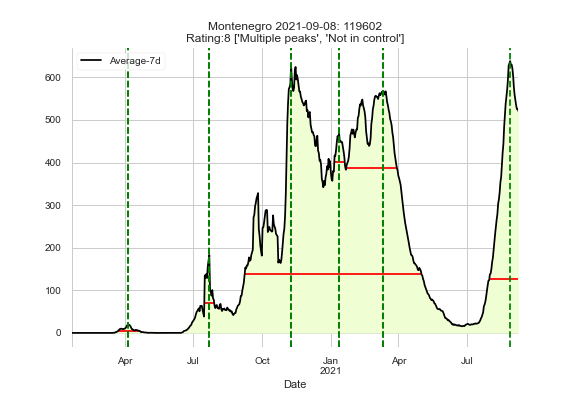 Montenegro 2021-09-08: 119602
Rating:8 ['Multiple peaks', 'Not in control']
Average-7d
600
500
400
300
200
100
0
Apr
Jul
Oct
Jan
2021
Apr
Jul
Date